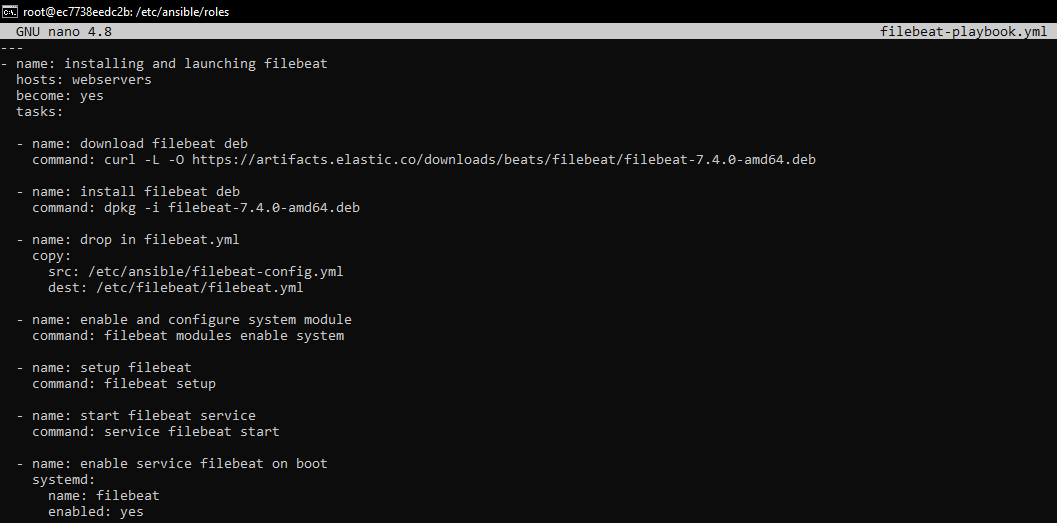 root@ec7738eedc2b: /etc/ansible/roles
GNU nano 4.8 filebeat-playbook.yml
---
- name: installing and launching filebeat
  hosts: webservers
  become: yes
  tasks:

  - name: download filebeat deb
    command: curl -L -O https://artifacts.elastic.co/downloads/beats/filebeat/filebeat-7.4.0-amd64.deb

  - name: install filebeat deb
    command: dpkg -i filebeat-7.4.0-amd64.deb

  - name: drop in filebeat.yml
    copy:
      src: /etc/ansible/filebeat-config.yml
      dest: /etc/filebeat/filebeat.yml

  - name: enable and configure system module
    command: filebeat modules enable system

  - name: setup filebeat
    command: filebeat setup

  - name: start filebeat service
    command: service filebeat start

  - name: enable service filebeat on boot
    systemd:
      name: filebeat
      enabled: yes